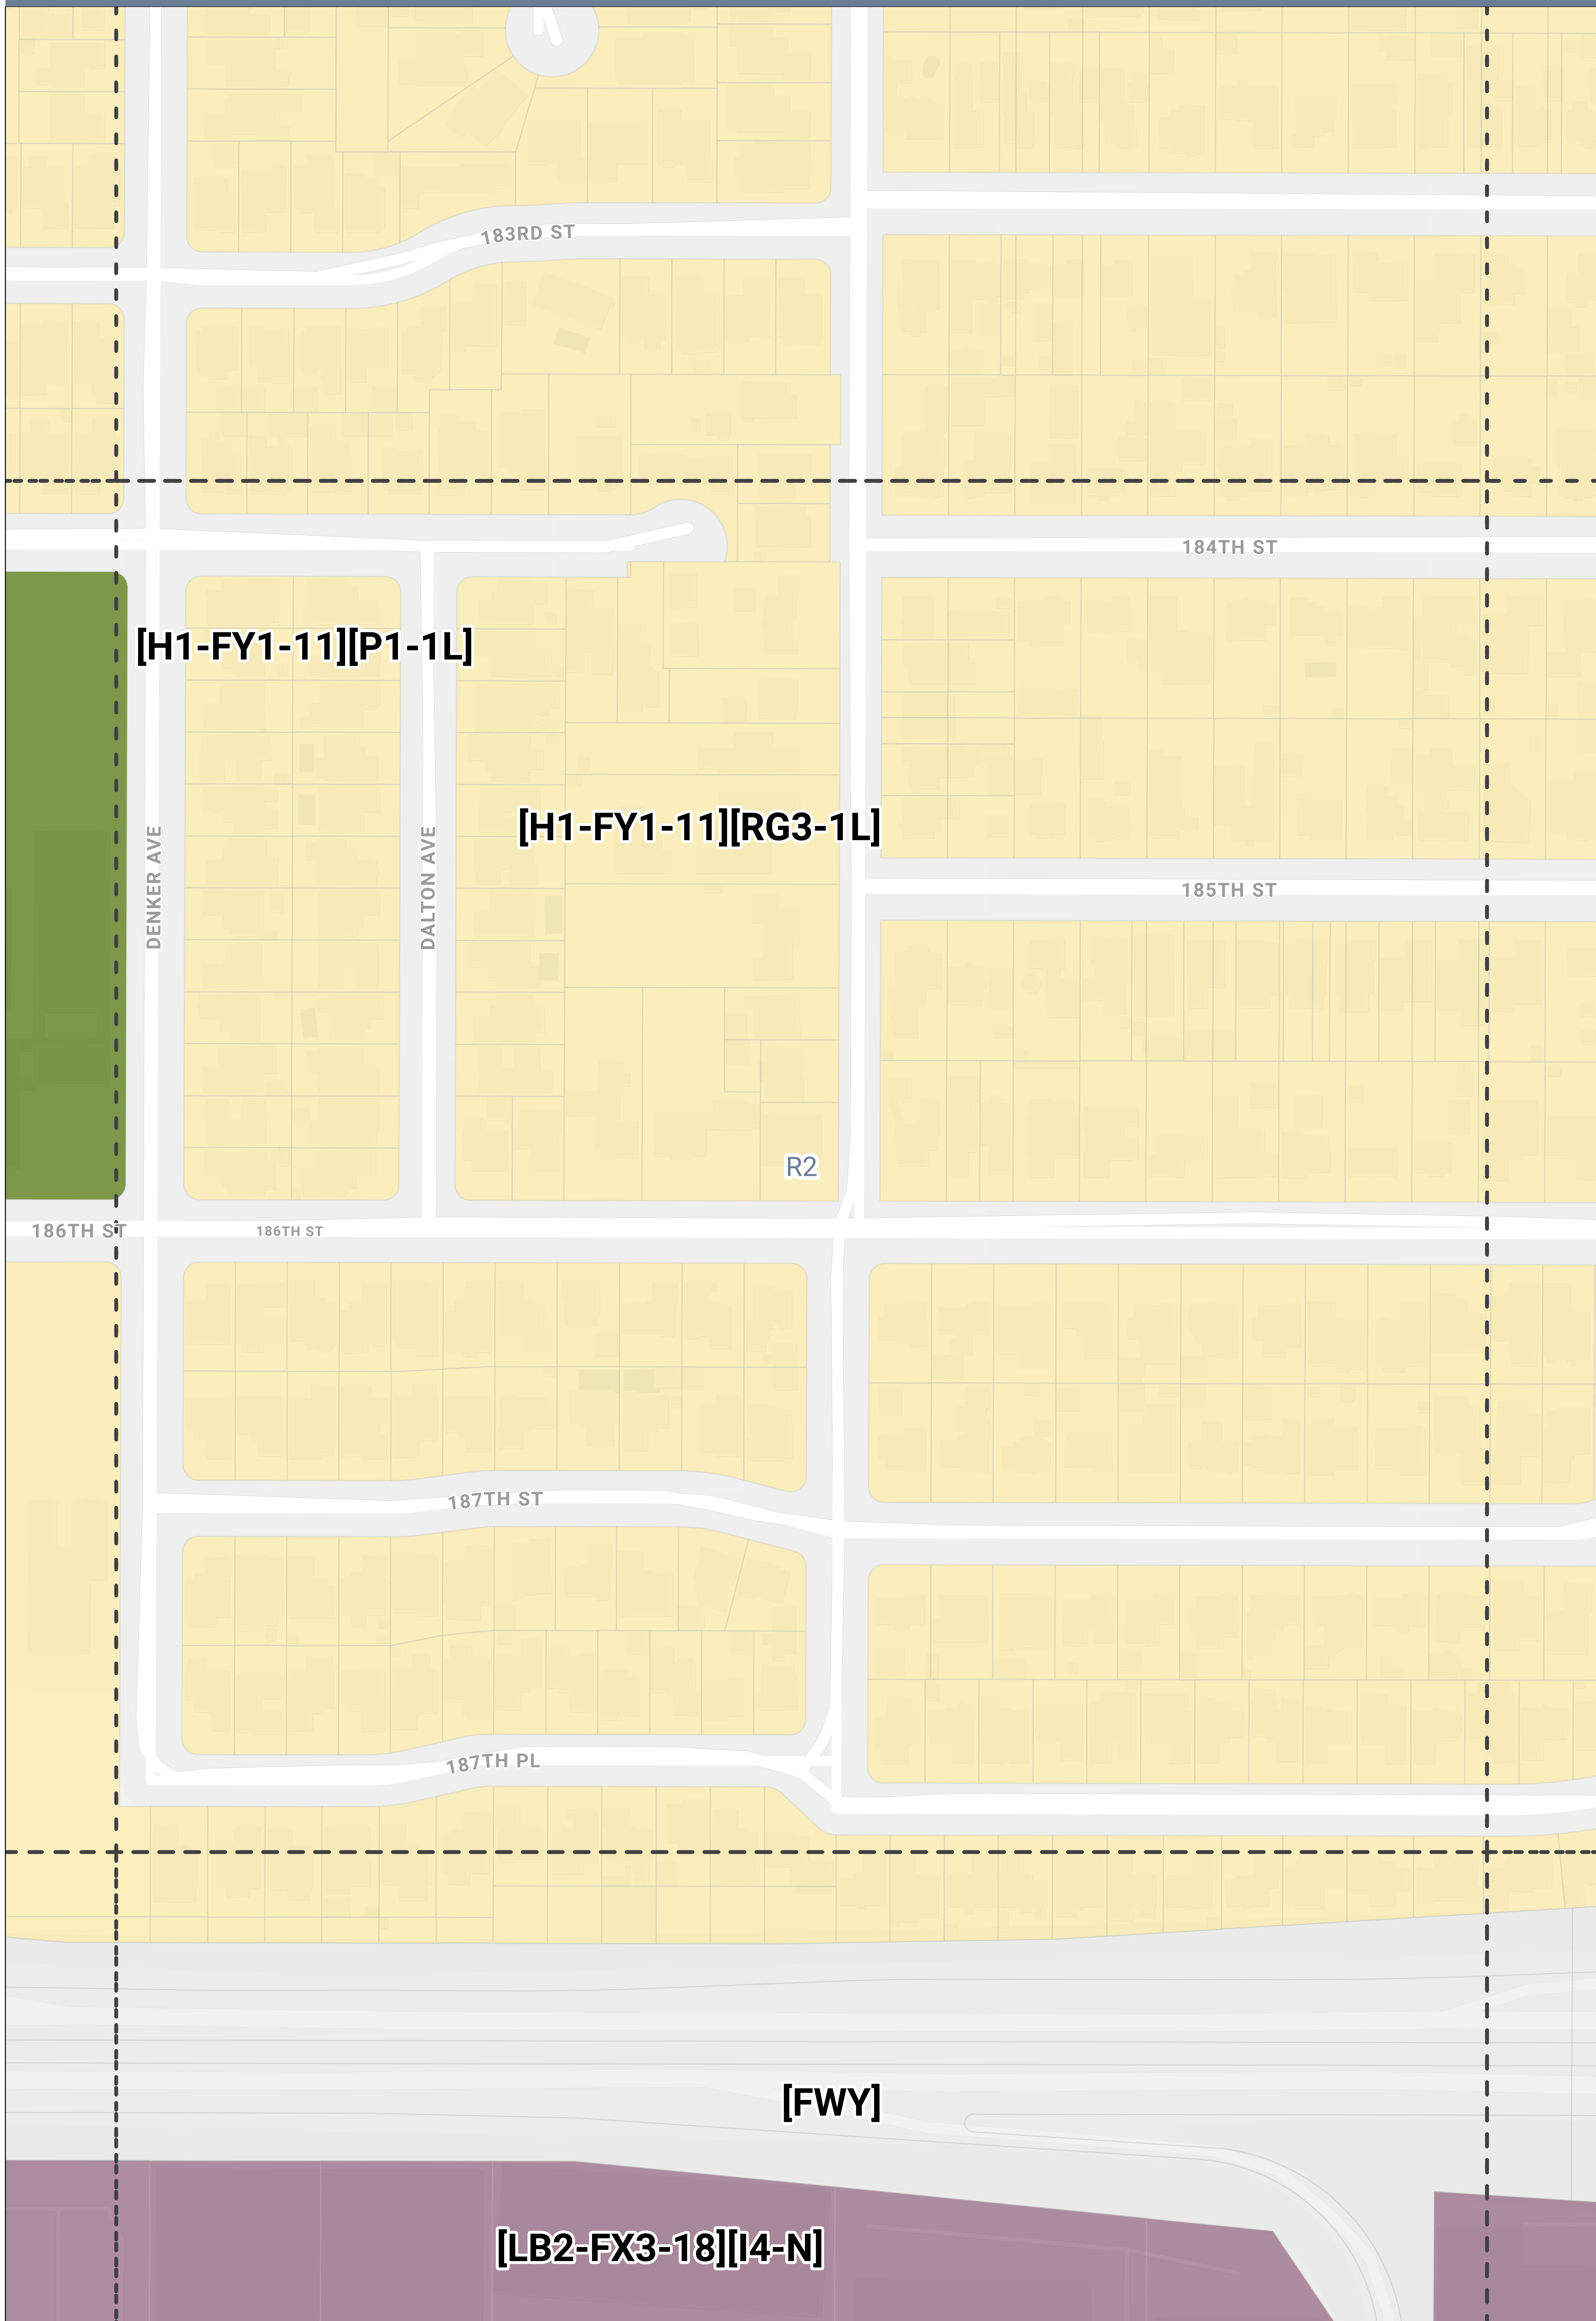 183RD ST
184TH ST
[H1-FY1-11][P1-1L]
[H1-FY1-11][RG3-1L]
DENKER AVE
DALTON AVE
185TH ST
R2
186TH ST
186TH ST
187TH ST
187TH PL
[FWY]
[LB2-FX3-18][I4-N]